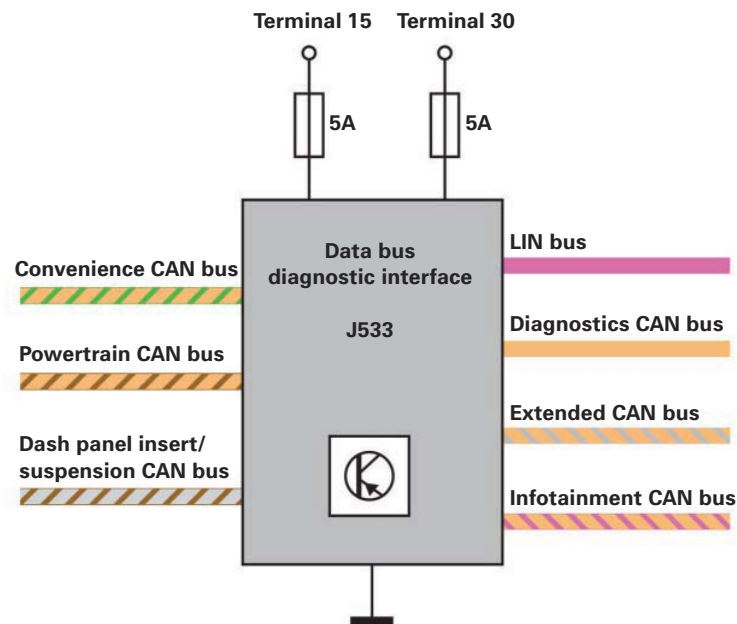 Terminal 15 Terminal 30
5A 5A
Data bus
diagnostic interface
J533
Convenience CAN bus
Powertrain CAN bus
Dash panel insert/
suspension CAN bus
LIN bus
Diagnostics CAN bus
Extended CAN bus
Infotainment CAN bus